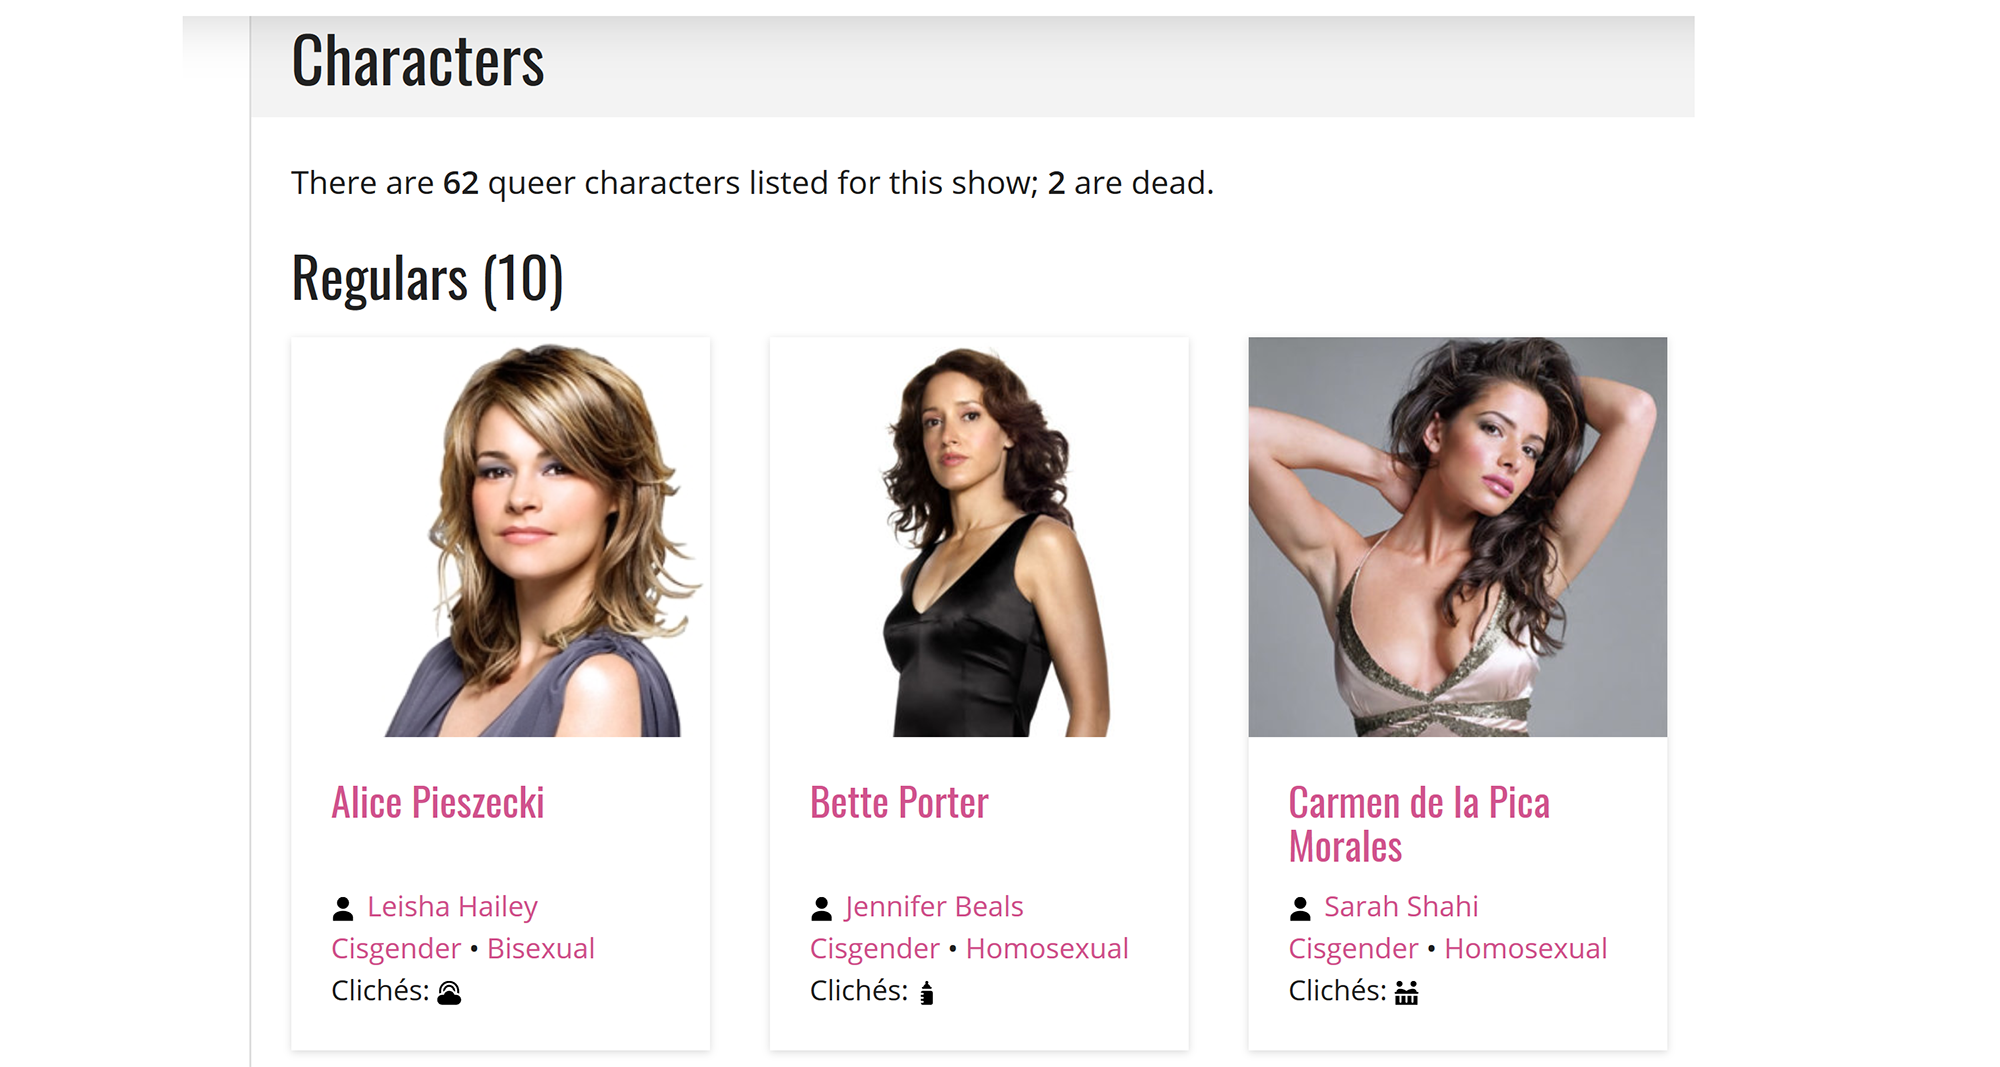 Characters
There are 62 queer characters listed for this show; 2 are dead.
Regulars (10)
Alice Pieszecki
Leisha Hailey
Cisgender • Bisexual
Clichés:
Bette Porter
Jennifer Beals
Cisgender • Homosexual
Clichés:
Carmen de la Pica
Morales
Sarah Shahi
Cisgender • Homosexual
Clichés: